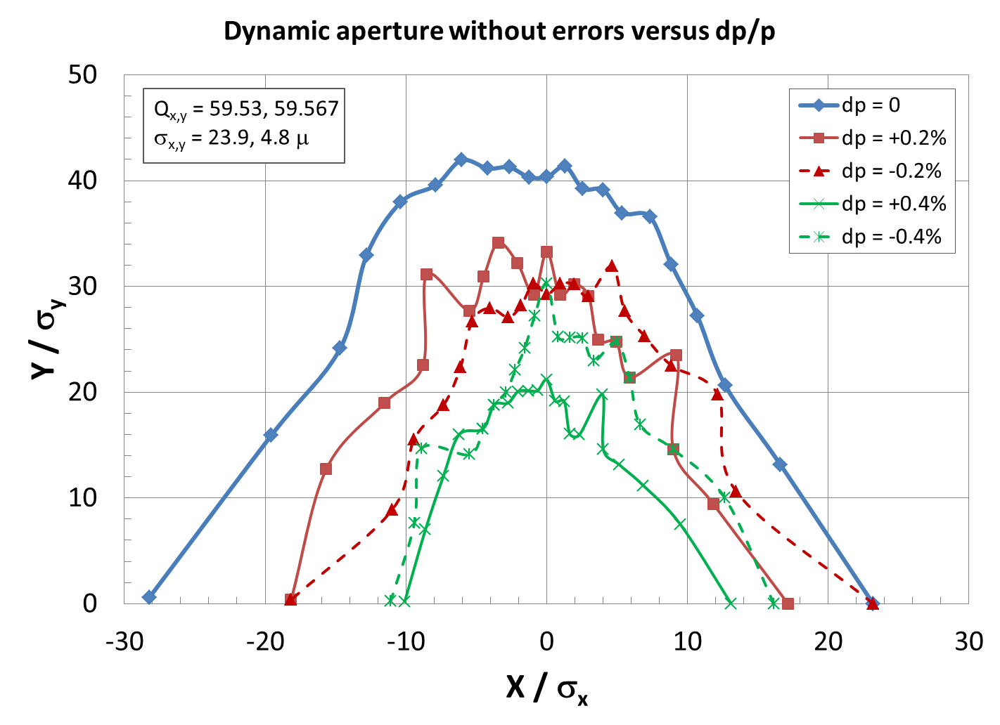 Dynamic aperture without errors versus dp/p
Qx,y = 59.53, 59.567
σx,y = 23.9, 4.8 μ
dp = 0
dp = +0.2%
dp = -0.2%
dp = +0.4%
dp = -0.4%
Y / σy
50
40
30
20
10
0
-30 -20 -10 0 10 20 30
X / σx